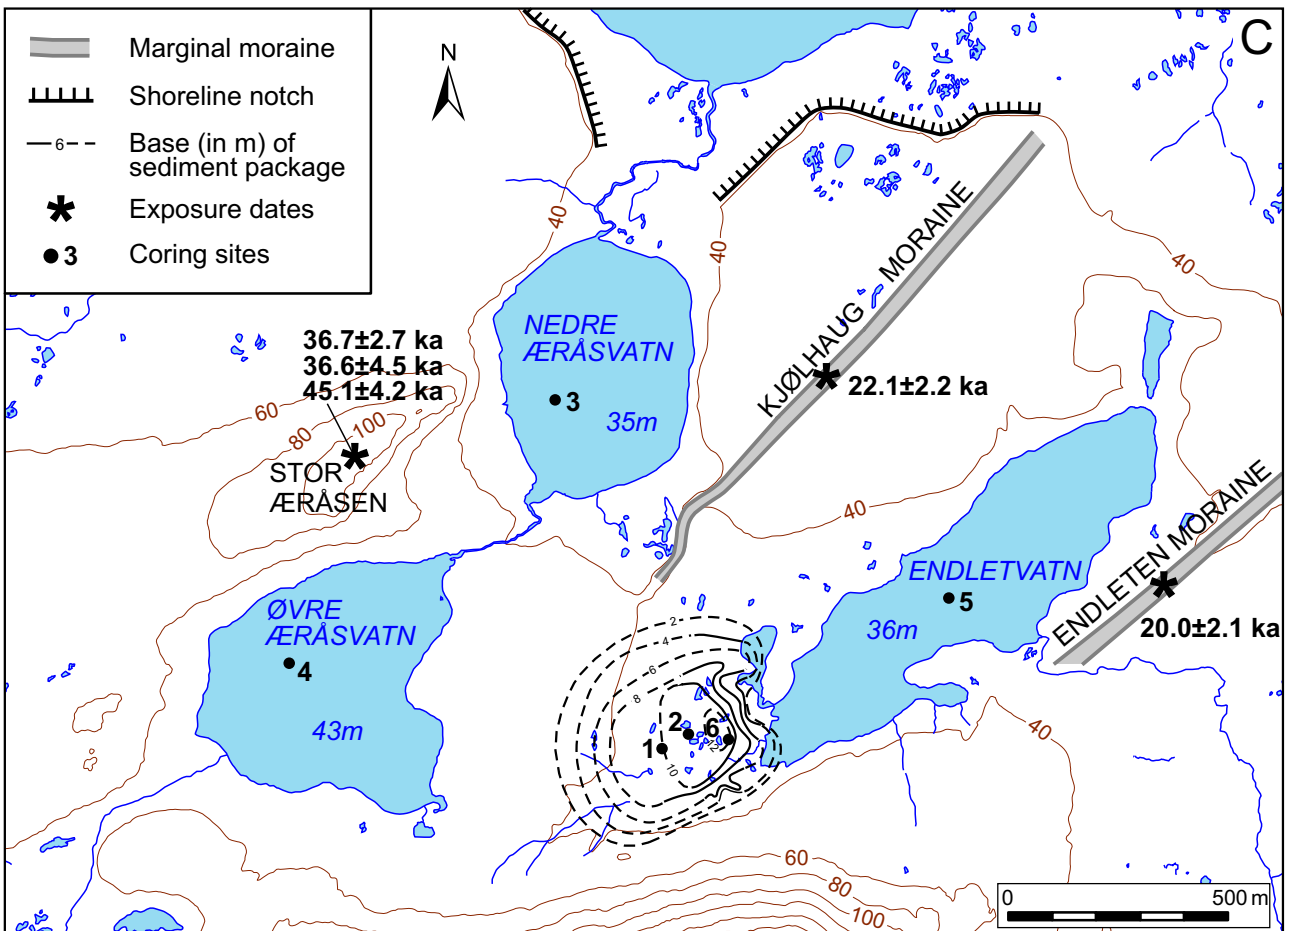 C
Marginal moraine
Shoreline notch
6
Base (in m) of
sediment package
Exposure dates
3
Coring sites
N
40
40
40
KJØLHAUG MORAINE
NEDRE
ÆRÅSVATN
3
35m
36.7±2.7 ka
36.6±4.5 ka
45.1±4.2 ka
22.1±2.2 ka
60
80
100
STOR
ÆRÅSEN
40
ENDLETEN MORAINE
ENDLETVATN
5
36m
20.0±2.1 ka
ØVRE
ÆRÅSVATN
4
43m
2
4
6
8
10
12
1
2
6
40
60
80
100
0
500 m